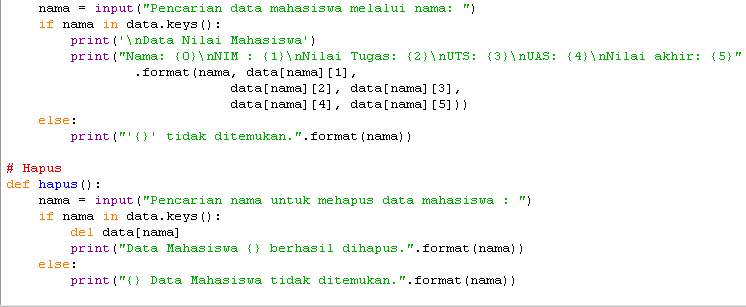 nama = input("Pencarian data mahasiswa melalui nama: ")
if nama in data.keys():
print('\nData Nilai Mahasiswa')
print("Nama: {0}\nNIM : {1}\nNilai Tugas: {2}\nUTS: {3}\nUAS: {4}\nNilai akhir: {5}"
.format(nama, data[nama][1],
data[nama][2], data[nama][3],
data[nama][4], data[nama][5]))
else:
print("'{}' tidak ditemukan.".format(nama))
# Hapus
def hapus():
nama = input("Pencarian nama untuk mehapus data mahasiswa : ")
if nama in data.keys():
del data[nama]
print("Data Mahasiswa {} berhasil dihapus.".format(nama))
else:
print("{} Data Mahasiswa tidak ditemukan.".format(nama))